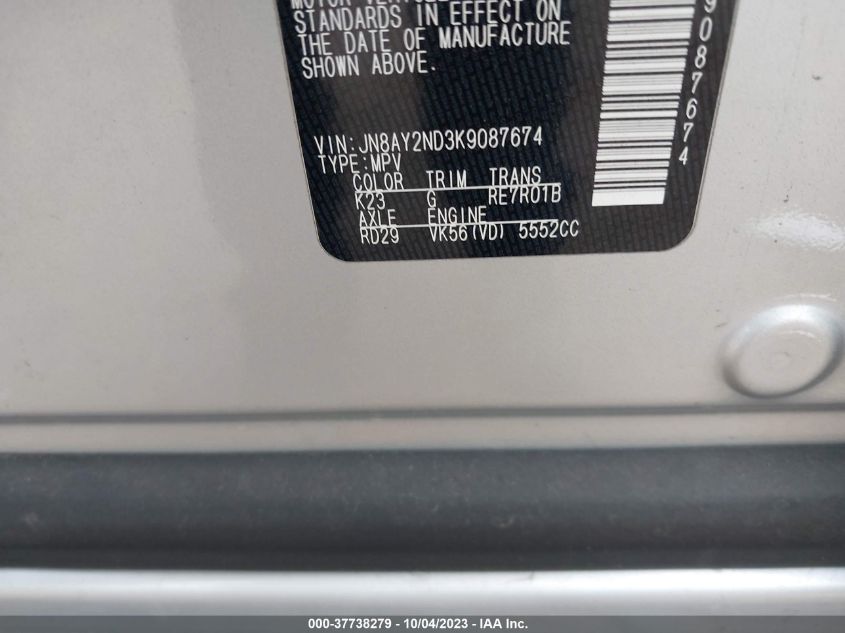 STANDARDS IN EFFECT ON
THE DATE OF MANUFACTURE
SHOWN ABOVE.
VIN:JN8AY2ND3K9087674
TYPE:MPV
COLOR TRIM TRANS
K23 G RE7R01B
AXLE ENGINE
RD29 VK56(VD) 5552CC
9087674
000-37738279 - 10/04/2023 - IAA Inc.